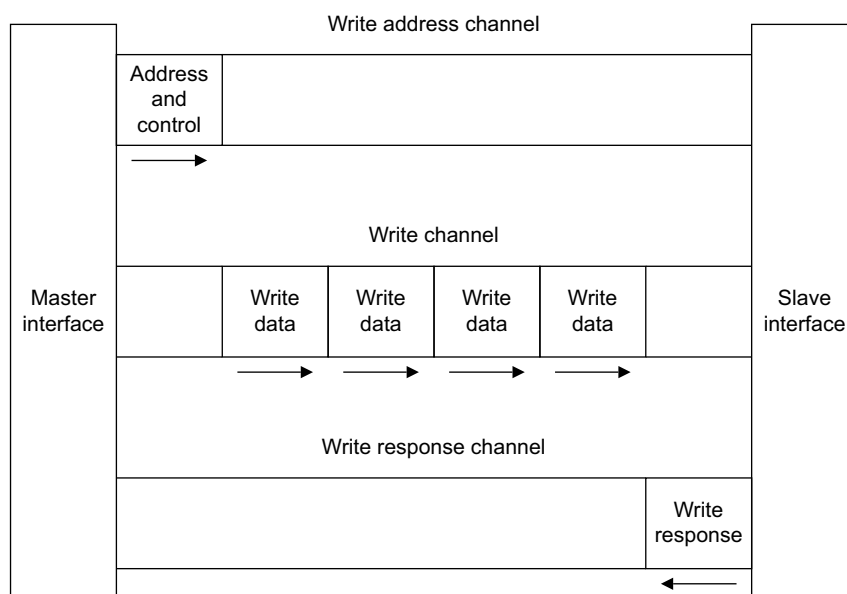 Write address channel
Address
and
control
Write channel
Master
interface
Write
data
Write
data
Write
data
Write
data
Slave
interface
Write response channel
Write
response